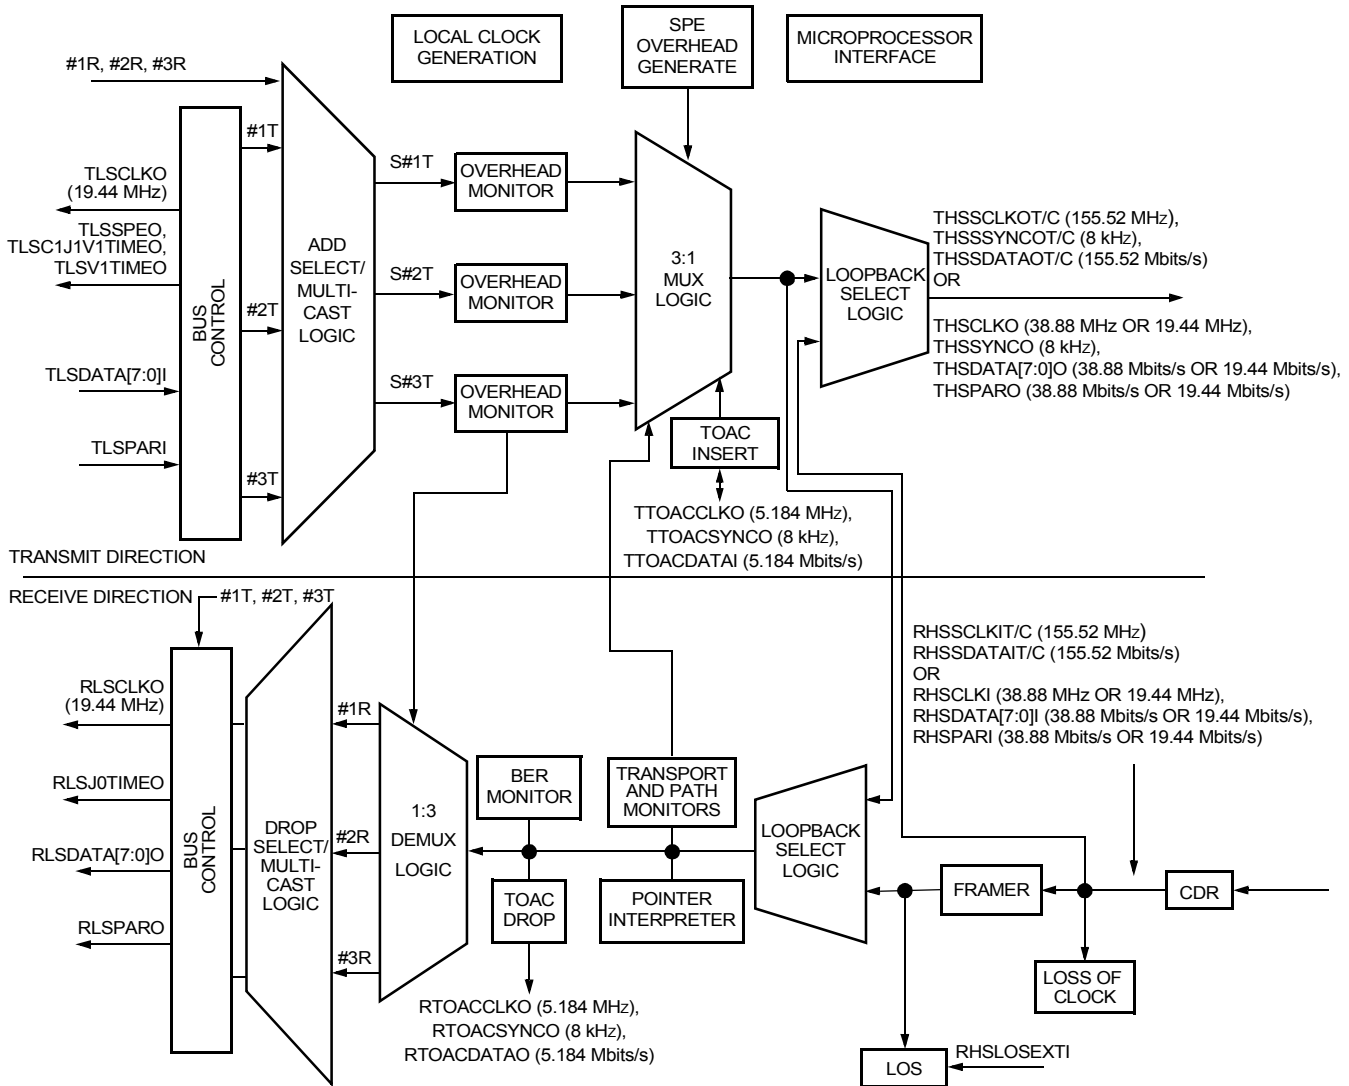 LOCAL CLOCK
GENERATION
SPE
OVERHEAD
GENERATE
MICROPROCESSOR
INTERFACE
#1R, #2R, #3R
BUS
CONTROL
#1T
#2T
#3T
TLSCLKO
(19.44 MHz)
TLSSPEO,
TLSC1J1V1TIMEO,
TLSV1TIMEO
TLSDATA[7:0]I
TLSPARI
ADD
SELECT/
MULTI-
CAST
LOGIC
S#1T
S#2T
S#3T
OVERHEAD
MONITOR
OVERHEAD
MONITOR
OVERHEAD
MONITOR
3:1
MUX
LOGIC
TOAC
INSERT
TTOACCLKO (5.184 MHz),
TTOACSYNCO (8 kHz),
TTOACDATAI (5.184 Mbits/s)
LOOPBACK
SELECT
LOGIC
THSSCLKOT/C (155.52 MHz),
THSSSYNCOT/C (8 kHz),
THSSDATAOT/C (155.52 Mbits/s)
OR
THSCLKO (38.88 MHz OR 19.44 MHz),
THSSYNCO (8 kHz),
THSDATA[7:0]O (38.88 Mbits/s OR 19.44 Mbits/s),
THSPARO (38.88 Mbits/s OR 19.44 Mbits/s)
TRANSMIT DIRECTION
RECEIVE DIRECTION
#1T, #2T, #3T
BUS
CONTROL
RLSCLKO
(19.44 MHz)
RLSJ0TIMEO
RLSDATA[7:0]O
RLSPARO
DROP
SELECT/
MULTI-
CAST
LOGIC
#1R
#2R
#3R
1:3
DEMUX
LOGIC
BER
MONITOR
TOAC
DROP
RTOACCLKO (5.184 MHz),
RTOACSYNCO (8 kHz),
RTOACDATAO (5.184 Mbits/s)
TRANSPORT
AND PATH
MONITORS
POINTER
INTERPRETER
LOOPBACK
SELECT
LOGIC
RHSSCLKIT/C (155.52 MHz)
RHSSDATAIT/C (155.52 Mbits/s)
OR
RHSCLKI (38.88 MHz OR 19.44 MHz),
RHSDATA[7:0]I (38.88 Mbits/s OR 19.44 Mbits/s),
RHSPARI (38.88 Mbits/s OR 19.44 Mbits/s)
FRAMER
CDR
LOSS OF
CLOCK
LOS
RHSLOSEXTI